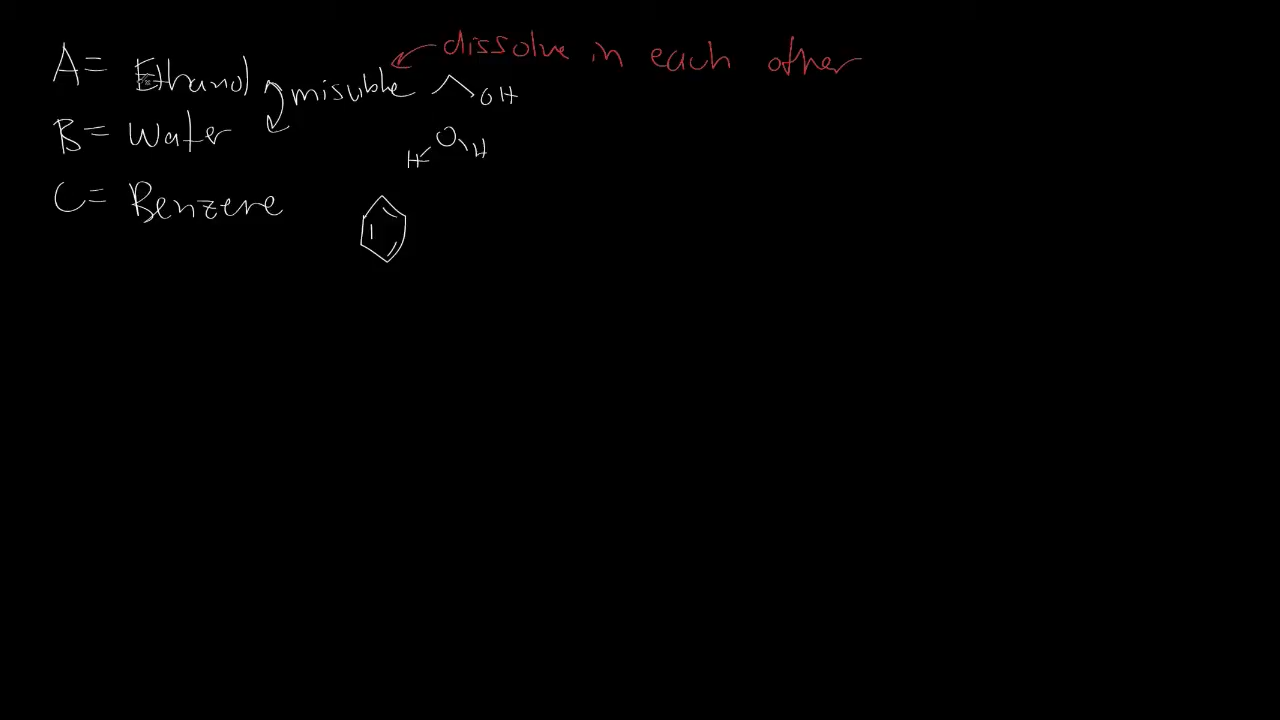 dissolve in each other
A= Ethanol miscible OH
B= Water
H O H
C= Benzene